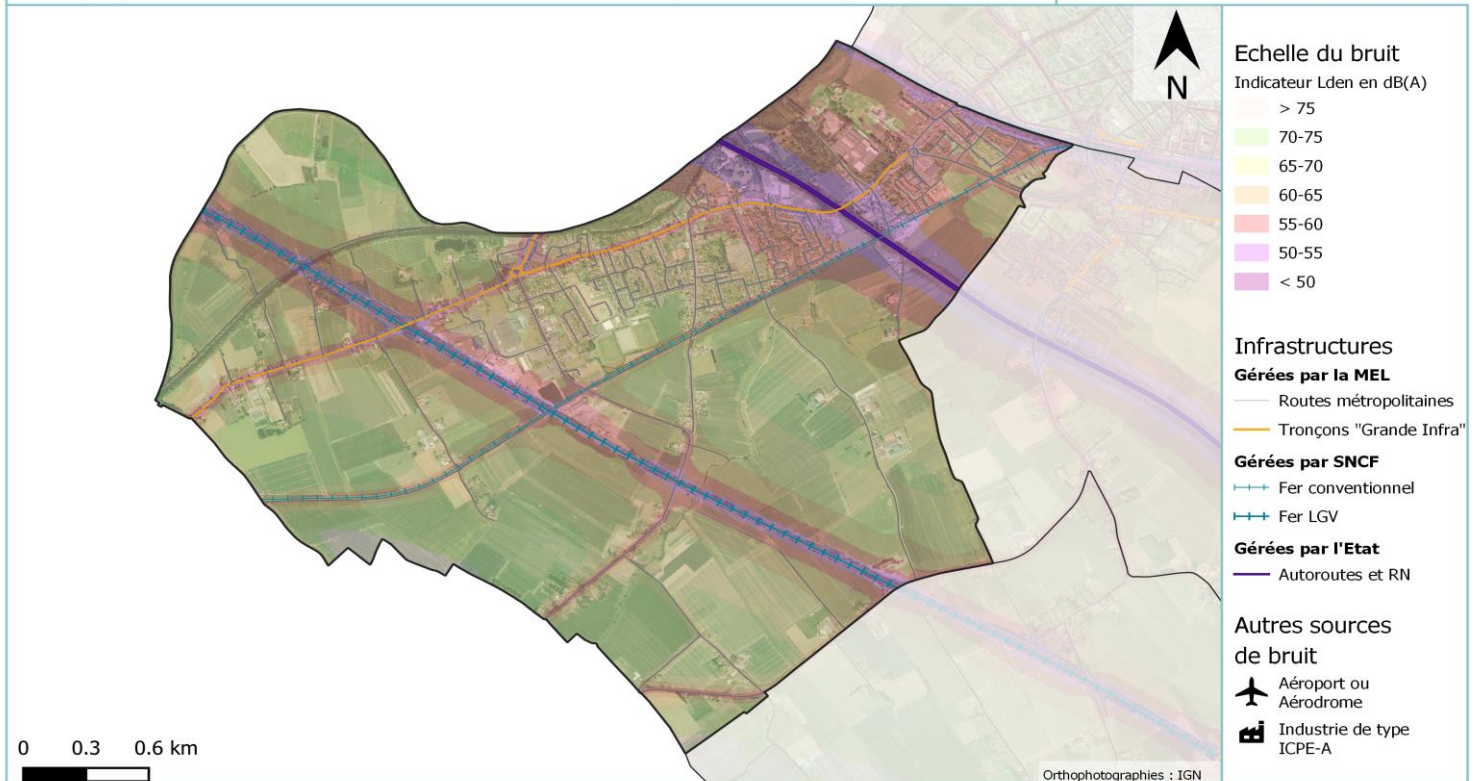 N
Echelle du bruit
Indicateur Lden en dB(A)
> 75
70-75
65-70
60-65
55-60
50-55
< 50
Infrastructures
Gérées par la MEL
Routes métropolitaines
Tronçons "Grande Infra"
Gérées par SNCF
Fer conventionnel
Fer LGV
Gérées par l'Etat
Autoroutes et RN
Autres sources
de bruit
Aéroport ou
Aérodrome
Industrie de type
ICPE-A
0 0.3 0.6 km
Orthophotographies : IGN